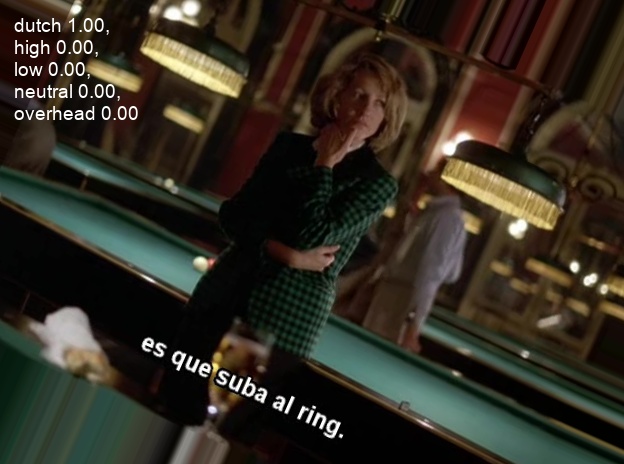 dutch 1.00,
high 0.00,
low 0.00,
neutral 0.00,
overhead 0.00
es que suba al ring.